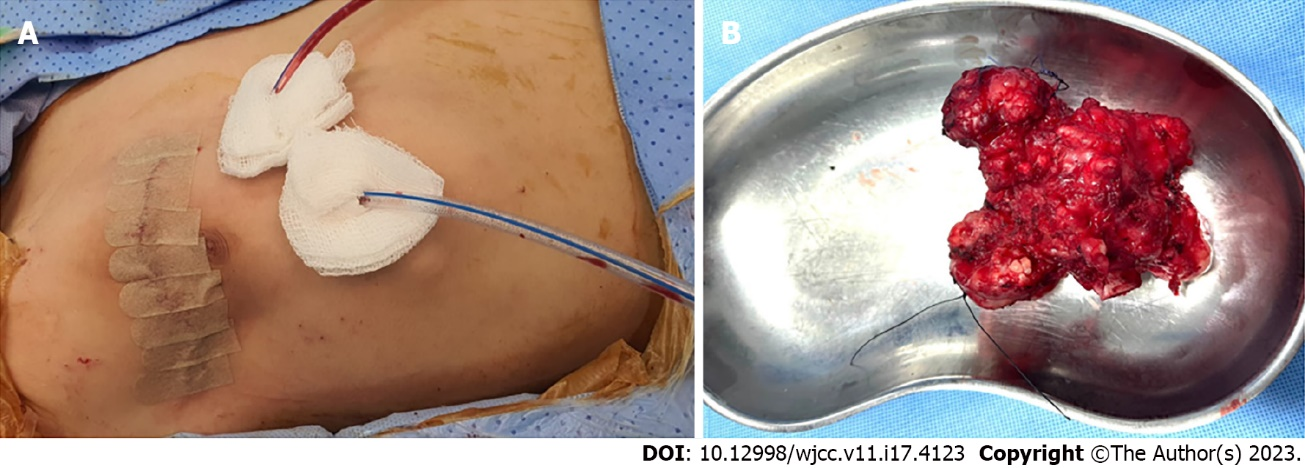 A
B
DOI: 10.12998/wjcc.v11.i17.4123 Copyright ©The Author(s) 2023.